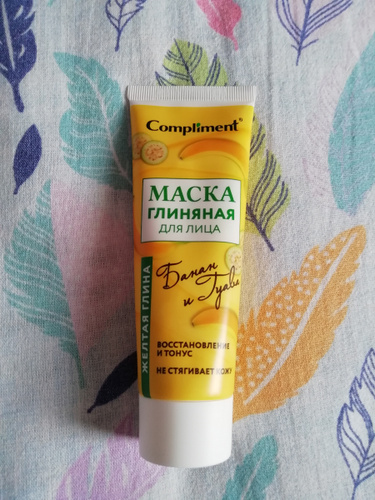 Compliment®
МАСКА
ГЛИНЯНАЯ
ДЛЯ ЛИЦА
Банан
и Гуава
ЖЕЛТАЯ ГЛИНА
ВОССТАНОВЛЕНИЕ
И ТОНУС
НЕ СТЯГИВАЕТ КОЖУ